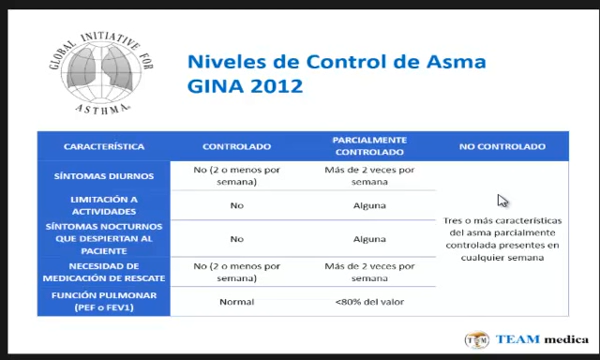 GLOBAL INITIATIVE FOR
ASTHMA
Niveles de Control de Asma
GINA 2012
CARACTERÍSTICA CONTROLADO PARCIALMENTE CONTROLADO NO CONTROLADO
SÍNTOMAS DIURNOS
No (2 o menos por
semana)
Más de 2 veces por
semana
LIMITACIÓN A
ACTIVIDADES
No
Alguna
SÍNTOMAS NOCTURNOS
QUE DESPIERTAN AL
PACIENTE
No
Alguna
NECESIDAD DE
MEDICACIÓN DE RESCATE
No (2 o menos por
semana)
Más de 2 veces por
semana
FUNCIÓN PULMONAR
(PEF o FEV1)
Normal
<80% del valor
Tres o más características
del asma parcialmente
controlada presentes en
cualquier semana
TEAM medica